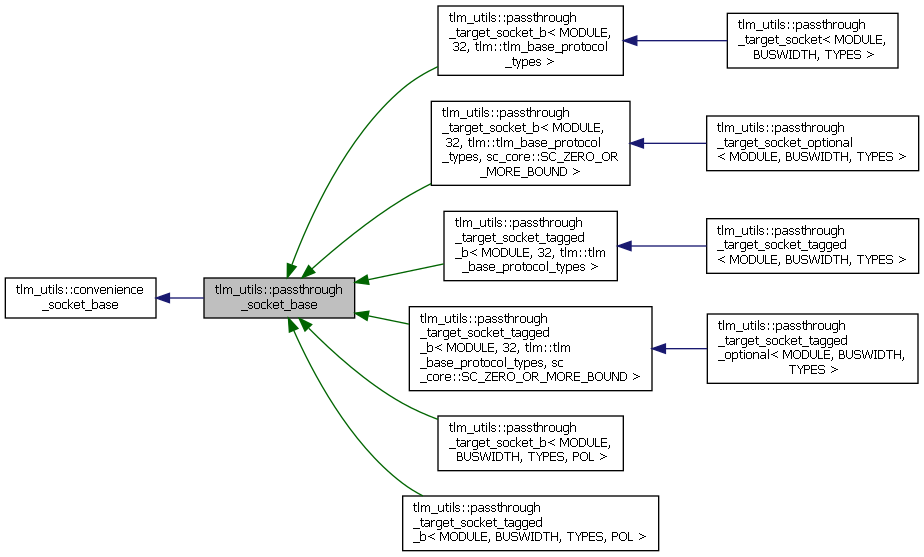 tlm_utils::convenience
_socket_base
tlm_utils::passthrough
_socket_base
tlm_utils::passthrough
_target_socket_b< MODULE,
32, tlm::tlm_base_protocol
_types >
tlm_utils::passthrough
_target_socket< MODULE,
BUSWIDTH, TYPES >
tlm_utils::passthrough
_target_socket_b< MODULE,
32, tlm::tlm_base_protocol
_types, sc_core::SC_ZERO_OR
_MORE_BOUND >
tlm_utils::passthrough
_target_socket_optional
< MODULE, BUSWIDTH, TYPES >
tlm_utils::passthrough
_target_socket_tagged
_b< MODULE, 32, tlm::tlm
_base_protocol_types >
tlm_utils::passthrough
_target_socket_tagged
< MODULE, BUSWIDTH, TYPES >
tlm_utils::passthrough
_target_socket_tagged
_b< MODULE, 32, tlm::tlm
_base_protocol_types, sc
_core::SC_ZERO_OR_MORE_BOUND >
tlm_utils::passthrough
_target_socket_tagged
_optional< MODULE, BUSWIDTH,
TYPES >
tlm_utils::passthrough
_target_socket_b< MODULE,
BUSWIDTH, TYPES, POL >
tlm_utils::passthrough
_target_socket_tagged
_b< MODULE, BUSWIDTH, TYPES, POL >